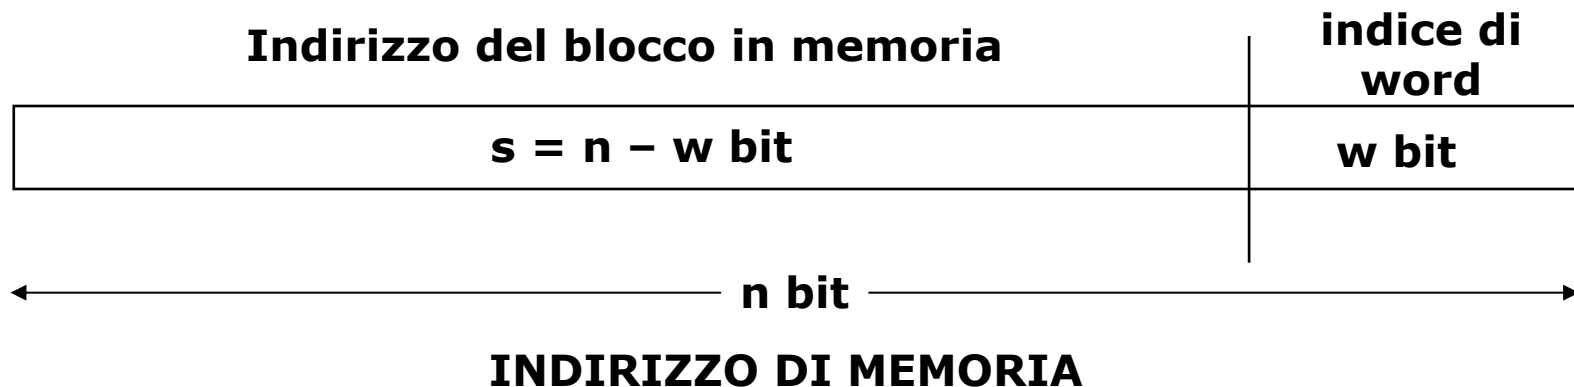 Indirizzo del blocco in memoria
indice di
word
s = n – w bit
w bit
n bit
INDIRIZZO DI MEMORIA